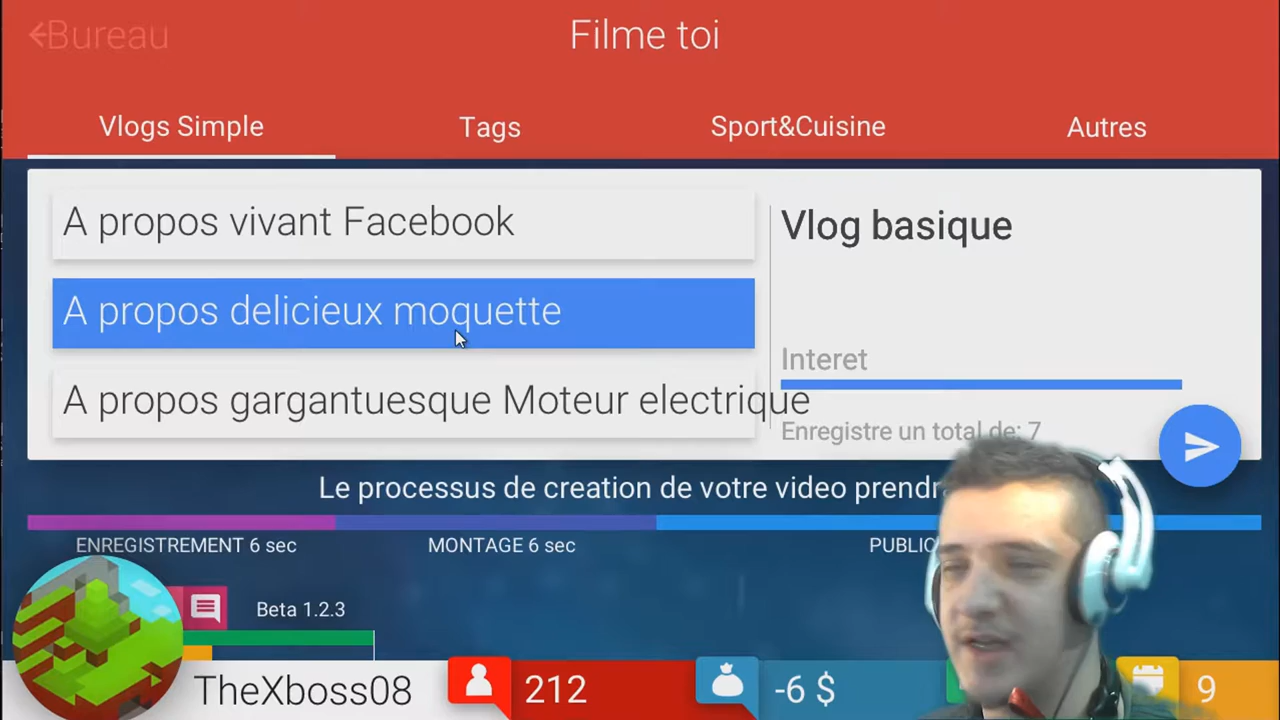 Bureau
Filme toi
Vlogs Simple
Tags
Sport&Cuisine
Autres
A propos vivant Facebook
A propos delicieux moquette
A propos gargantuesque Moteur electrique
Vlog basique
Interet
Enregistre un total de: 7
Le processus de creation de votre video
ENREGISTREMENT 6 sec
MONTAGE 6 sec
Beta 1.2.3
TheXboss08
212
-6 $
9